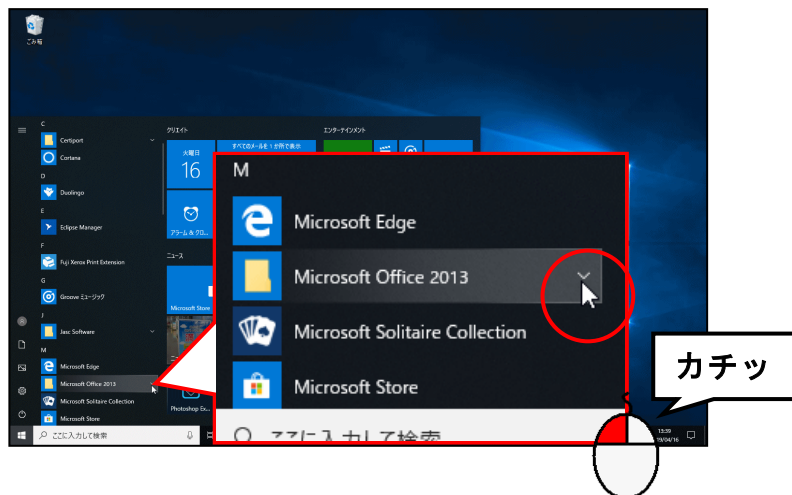 ごみ箱
C
Certiport
Cortana
D
Duolingo
E
Eclipse Manager
F
Fuji Xerox Print Extension
G
Groove ミュージック
J
Jasc Software
M
Microsoft Edge
Microsoft Office 2013
Microsoft Solitaire Collection
Microsoft Store
ここに入力して検索
クリエイト
火曜日
16
すべてのメールを 1 か所で表示
アラーム & クロ...
ニュース
Microsoft Store
Photoshop Ex...
エンターテインメント
M
Microsoft Edge
Microsoft Office 2013
Microsoft Solitaire Collection
Microsoft Store
ここに入力して検索
カチッ
13:39
19/04/16